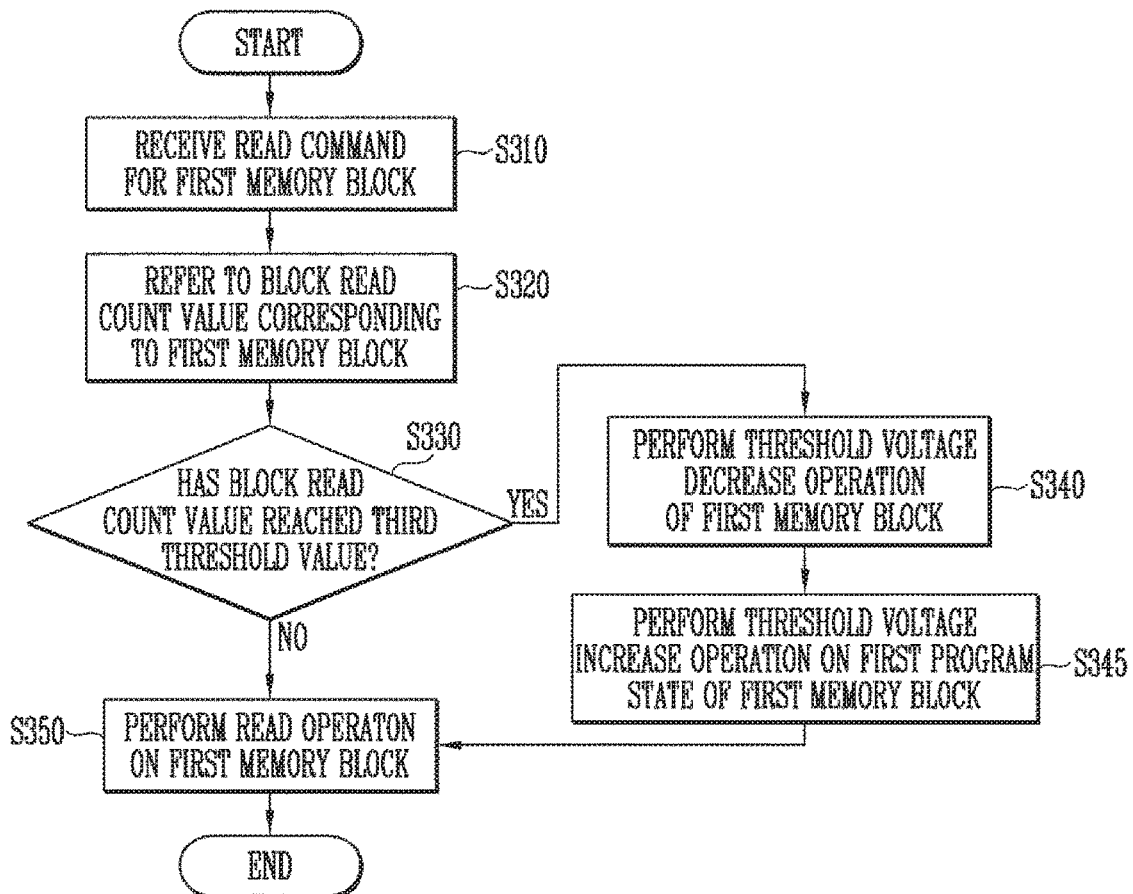 START
RECEIVE READ COMMAND
FOR FIRST MEMORY BLOCK
S310
REFER TO BLOCK READ
COUNT VALUE CORRESPONDING
TO FIRST MEMORY BLOCK
S320
HAS BLOCK READ
COUNT VALUE REACHED THIRD
THRESHOLD VALUE?
S330
YES
NO
PERFORM THRESHOLD VOLTAGE
DECREASE OPERATION
OF FIRST MEMORY BLOCK
S340
PERFORM THRESHOLD VOLTAGE
INCREASE OPERATION ON FIRST PROGRAM
STATE OF FIRST MEMORY BLOCK
S345
S350
PERFORM READ OPERATON
ON FIRST MEMORY BLOCK
END